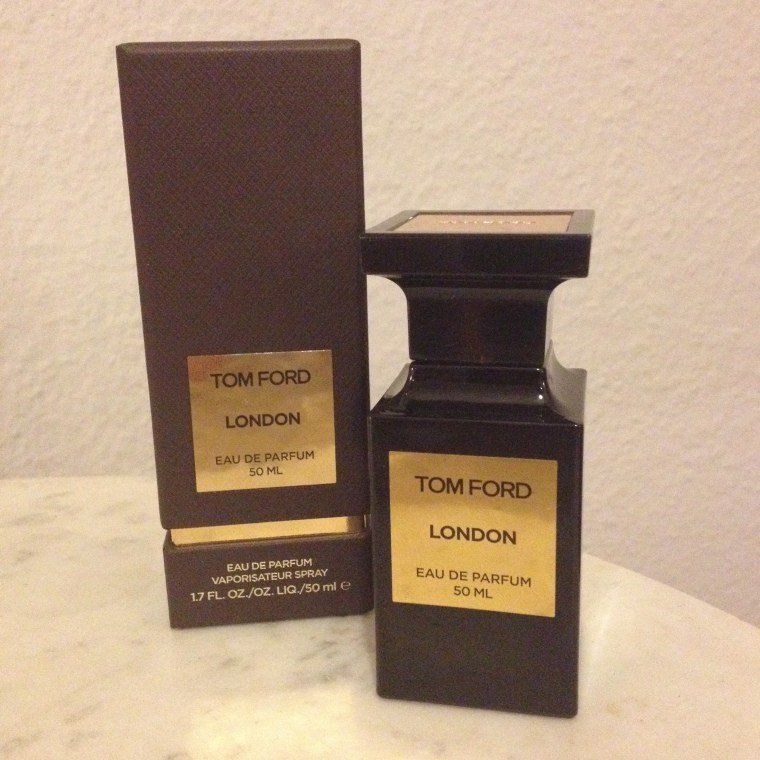 TOM FORD
LONDON
EAU DE PARFUM
50 ML
EAU DE PARFUM
VAPORISATEUR SPRAY
1.7 FL. OZ./OZ. LIQ./50 ml ℮
TOM FORD
LONDON
EAU DE PARFUM
50 ML